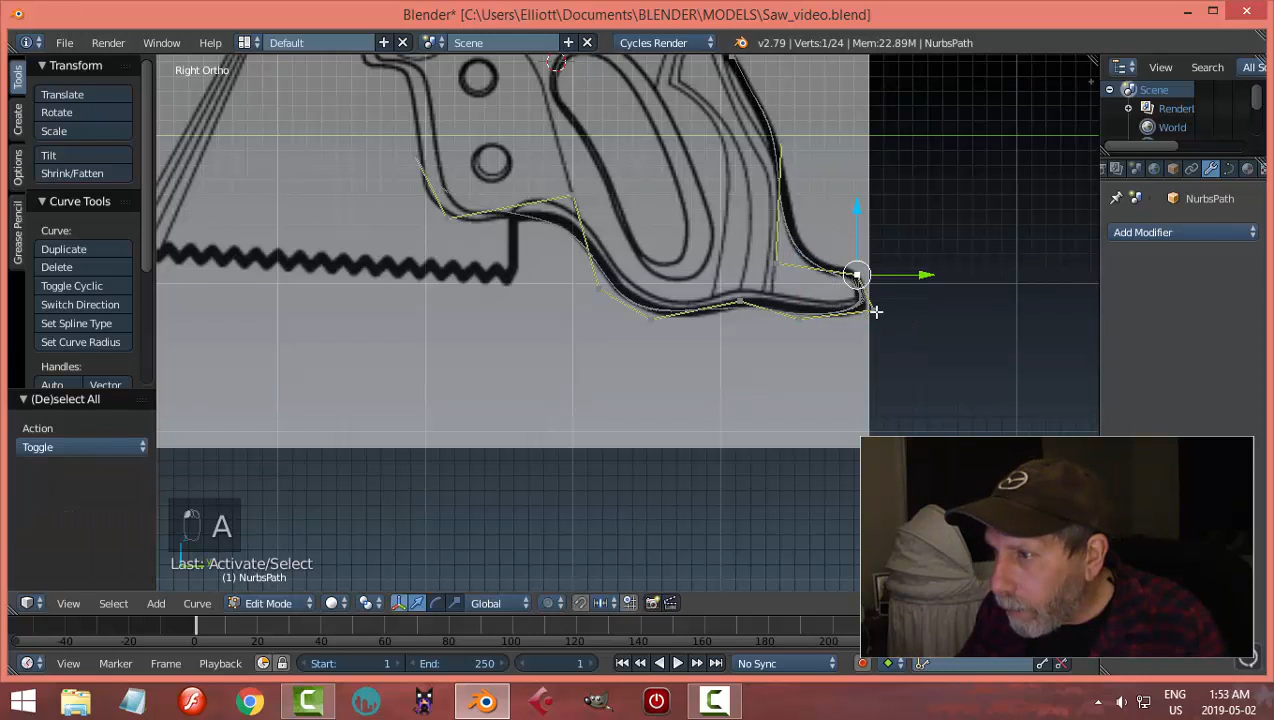 Blender* [C:\Users\Elliott\Documents\BLENDER\MODELS\Saw_video.blend]
File Render Window Help Default Scene Cycles Render v2.79 | Verts:1/24 | Mem:22.89M | NurbsPath
Tools
Create
Options
Grease Pencil
Transform
Translate
Rotate
Scale
Tilt
Shrink/Fatten
Curve Tools
Curve:
Duplicate
Delete
Toggle Cyclic
Switch Direction
Set Spline Type
Set Curve Radius
Handles:
Auto Vector
(De)select All
Action
Toggle
Right Ortho
A
Last: Activate/Select
(1) NurbsPath
View Search All Sc
Scene
RenderL
World
NurbsPath
Add Modifier
View Select Add Curve Edit Mode Global
-40 -20 0 20 40 60 80 100 120 140 160 180 200
View Marker Frame Playback Start: 1 End: 250 1 No Sync
ENG
US
1:53 AM
2019-05-02